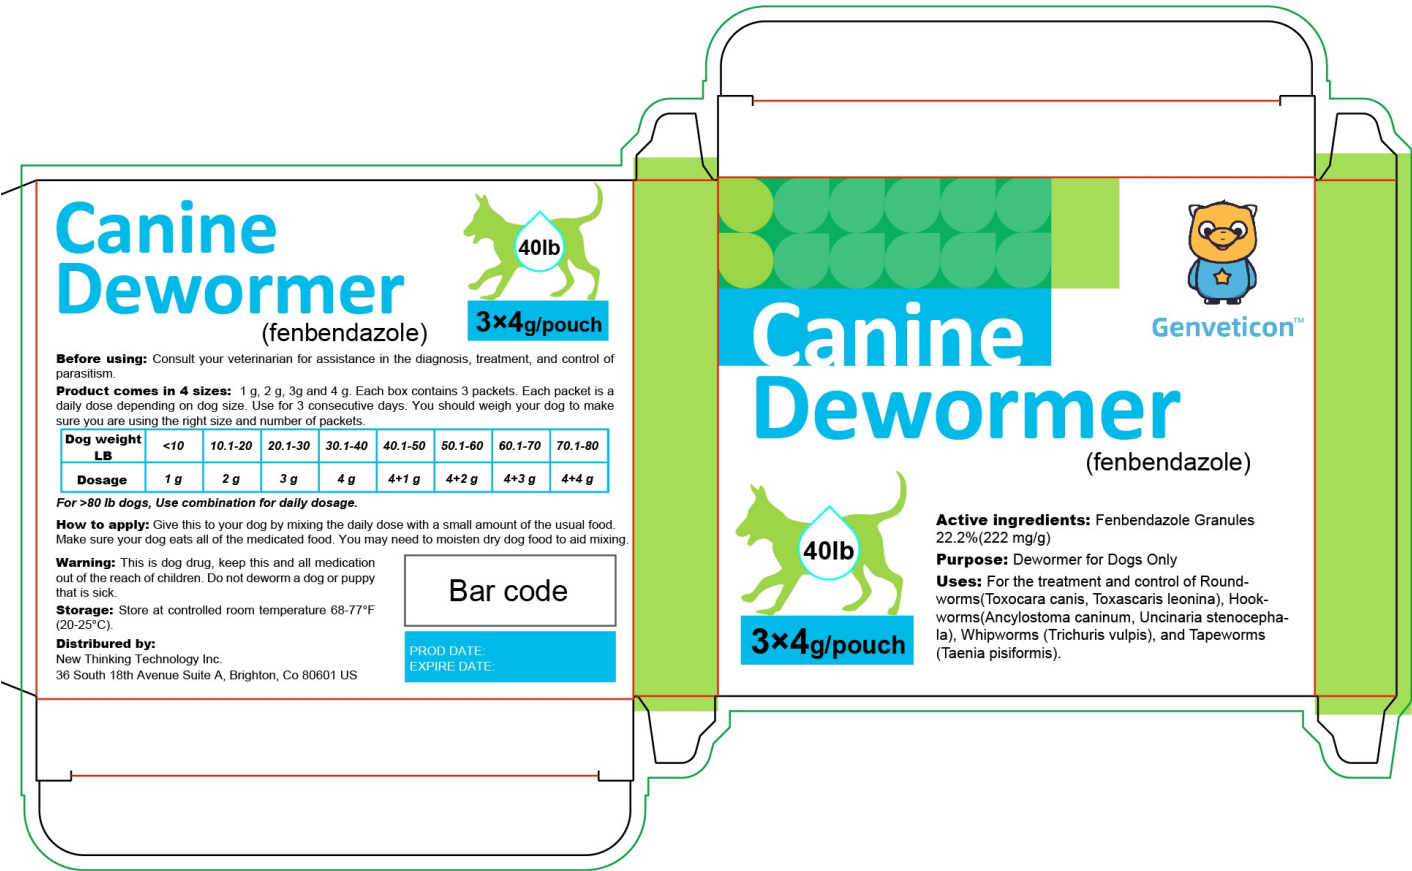 Canine
Dewormer
(fenbendazole)
40lb
3×4g/pouch
Before using: Consult your veterinarian for assistance in the diagnosis, treatment, and control of
parasitism.
Product comes in 4 sizes: 1 g, 2 g, 3g and 4 g. Each box contains 3 packets. Each packet is a
daily dose depending on dog size. Use for 3 consecutive days. You should weigh your dog to make
sure you are using the right size and number of packets.
Dog weight LB <10 10.1-20 20.1-30 30.1-40 40.1-50 50.1-60 60.1-70 70.1-80
Dosage 1 g 2 g 3 g 4 g 4+1 g 4+2 g 4+3 g 4+4 g
For >80 lb dogs, Use combination for daily dosage.
How to apply: Give this to your dog by mixing the daily dose with a small amount of the usual food.
Make sure your dog eats all of the medicated food. You may need to moisten dry dog food to aid mixing.
Warning: This is dog drug, keep this and all medication
out of the reach of children. Do not deworm a dog or puppy
that is sick.
Storage: Store at controlled room temperature 68-77°F
(20-25°C).
Distributed by:
New Thinking Technology Inc.
36 South 18th Avenue Suite A, Brighton, Co 80601 US
Bar code
PROD DATE:
EXPIRE DATE:
Genveticon™
Canine
Dewormer
(fenbendazole)
40lb
3×4g/pouch
Active ingredients: Fenbendazole Granules
22.2%(222 mg/g)
Purpose: Dewormer for Dogs Only
Uses: For the treatment and control of Round-
worms(Toxocara canis, Toxascaris leonina), Hook-
worms(Ancylostoma caninum, Uncinaria stenocepha-
la), Whipworms (Trichuris vulpis), and Tapeworms
(Taenia pisiformis).